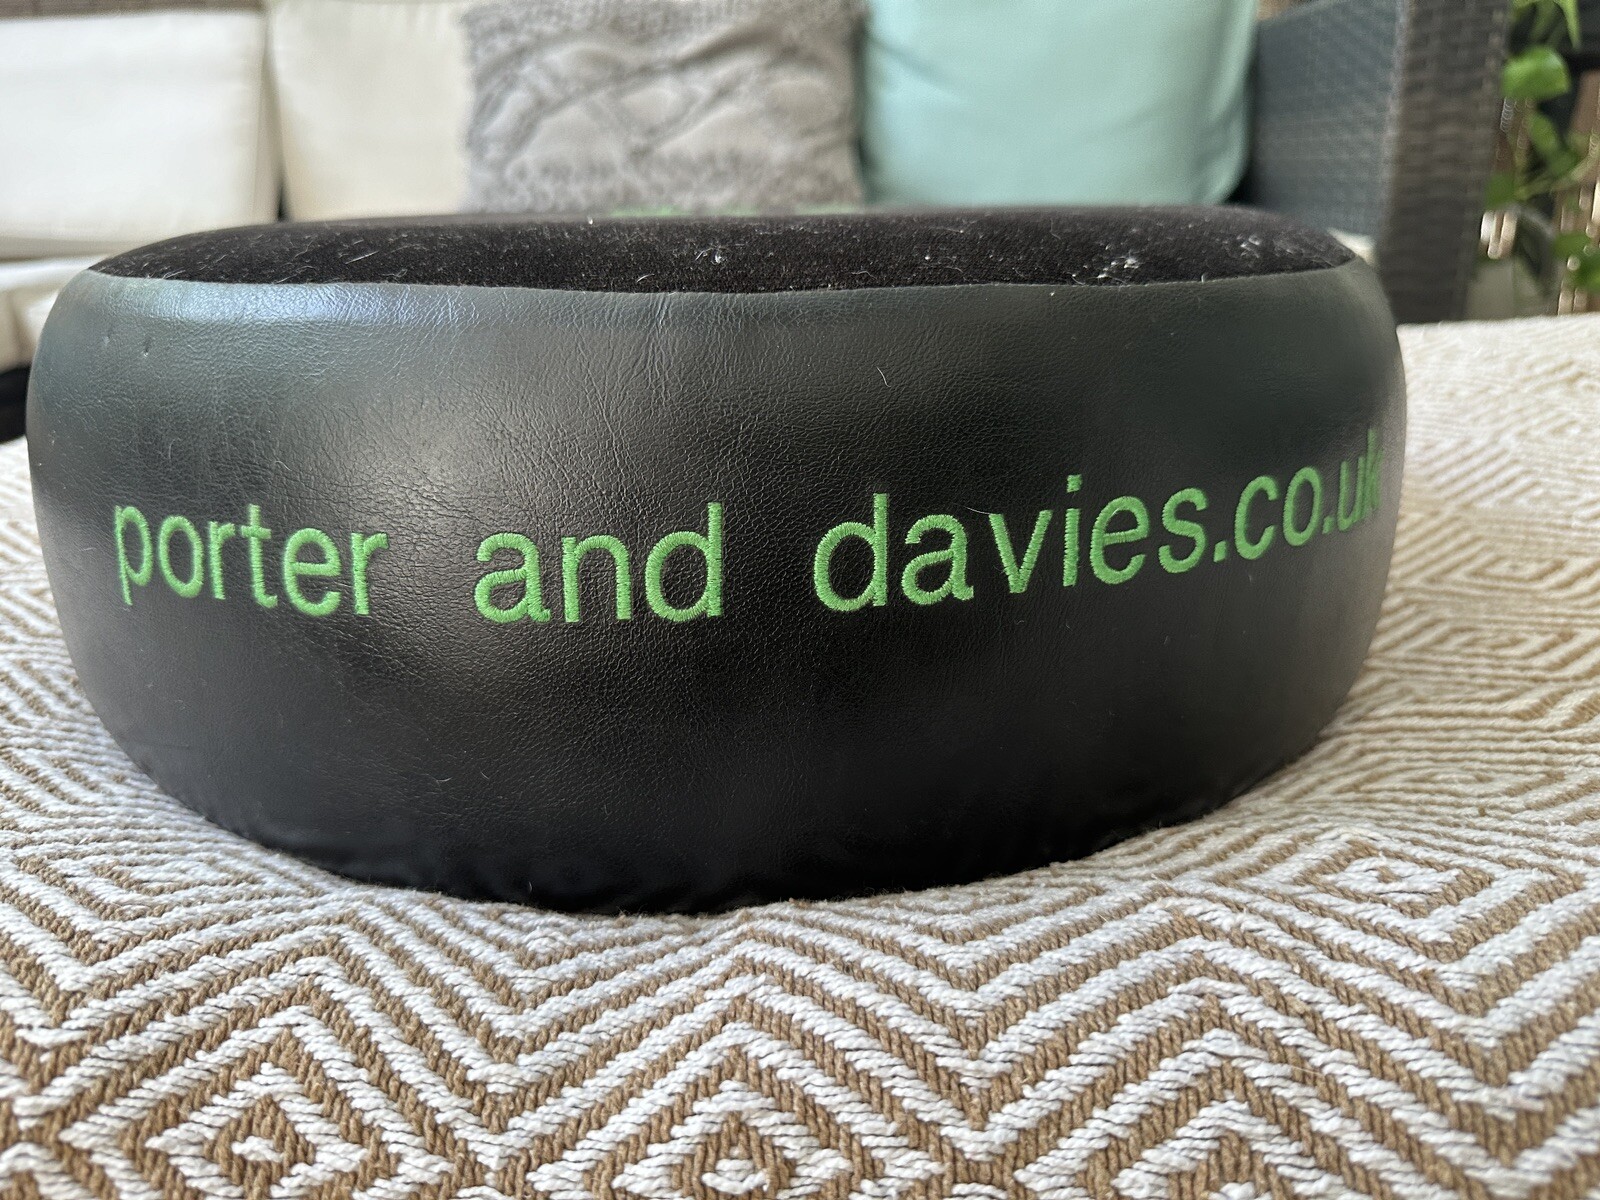 porter and davies.co.uk